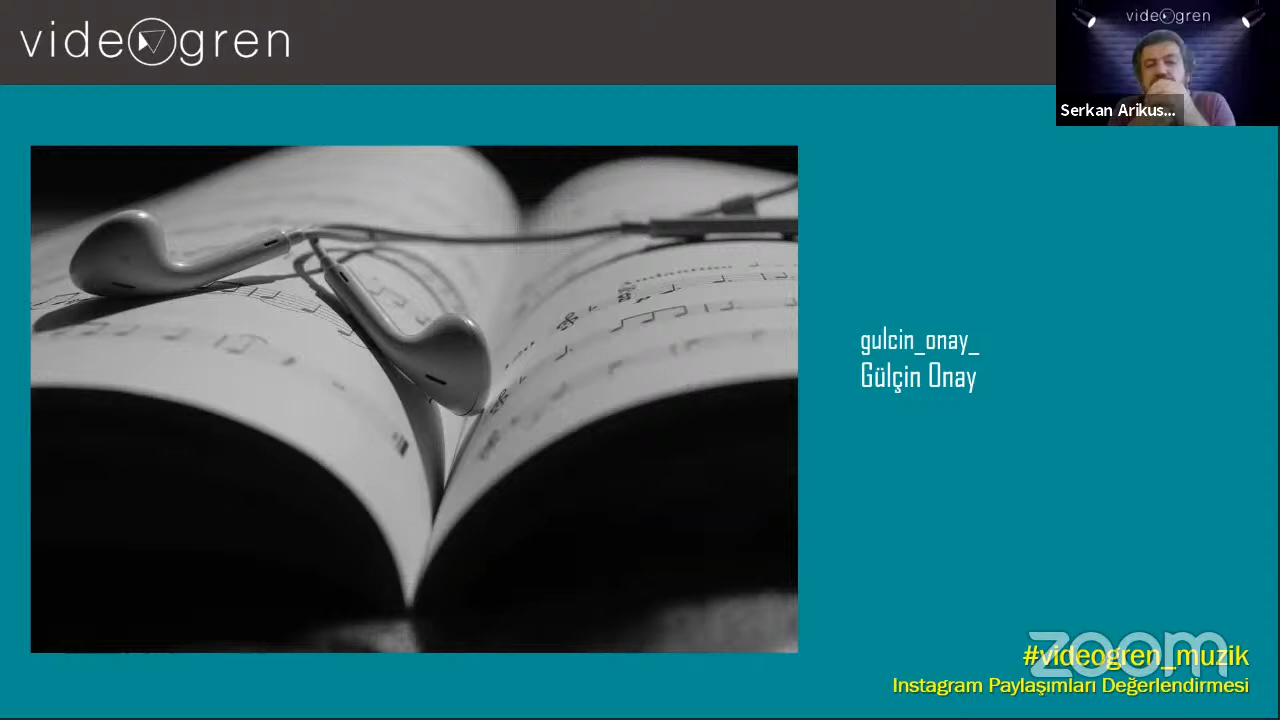 videogren
videogren
Serkan Arikus...
gulcin_onay_
Gülçin Onay
zoom
#videogren_muzik
Instagram Paylaşımları Değerlendirmesi